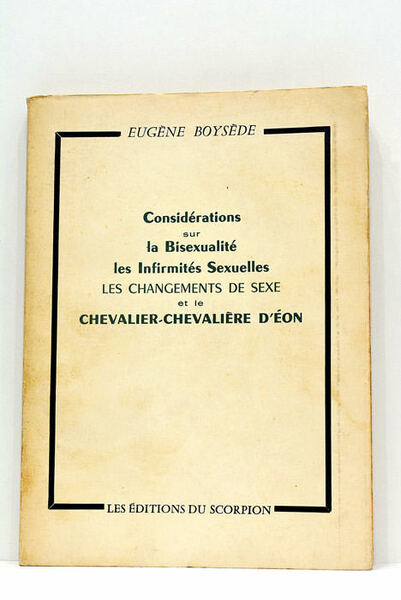 EUGÈNE BOYSÈDE
Considérations
sur
la Bisexualité
les Infirmités Sexuelles
LES CHANGEMENTS DE SEXE
et le
CHEVALIER-CHEVALIÈRE D'ÉON
LES ÉDITIONS DU SCORPION